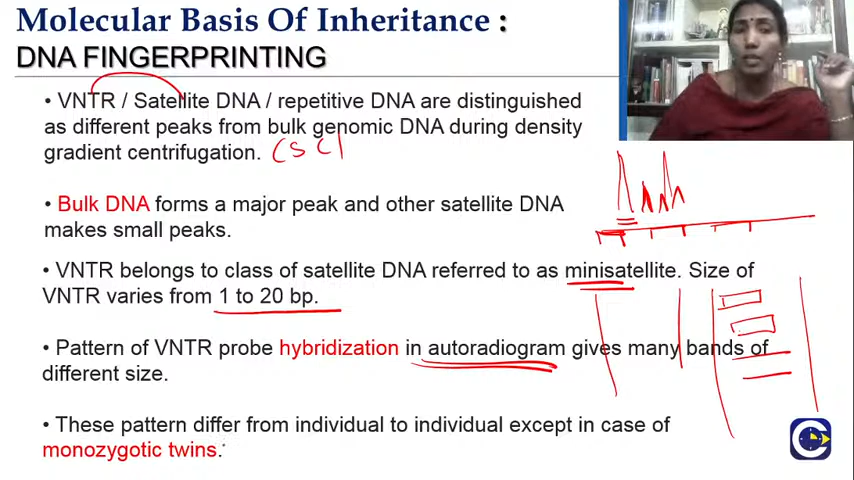 Molecular Basis Of Inheritance :
DNA FINGERPRINTING
• VNTR / Satellite DNA / repetitive DNA are distinguished
as different peaks from bulk genomic DNA during density
gradient centrifugation. CsCl
• Bulk DNA forms a major peak and other satellite DNA
makes small peaks.
• VNTR belongs to class of satellite DNA referred to as minisatellite. Size of
VNTR varies from 1 to 20 bp.
• Pattern of VNTR probe hybridization in autoradiogram gives many bands of
different size.
• These pattern differ from individual to individual except in case of
monozygotic twins.